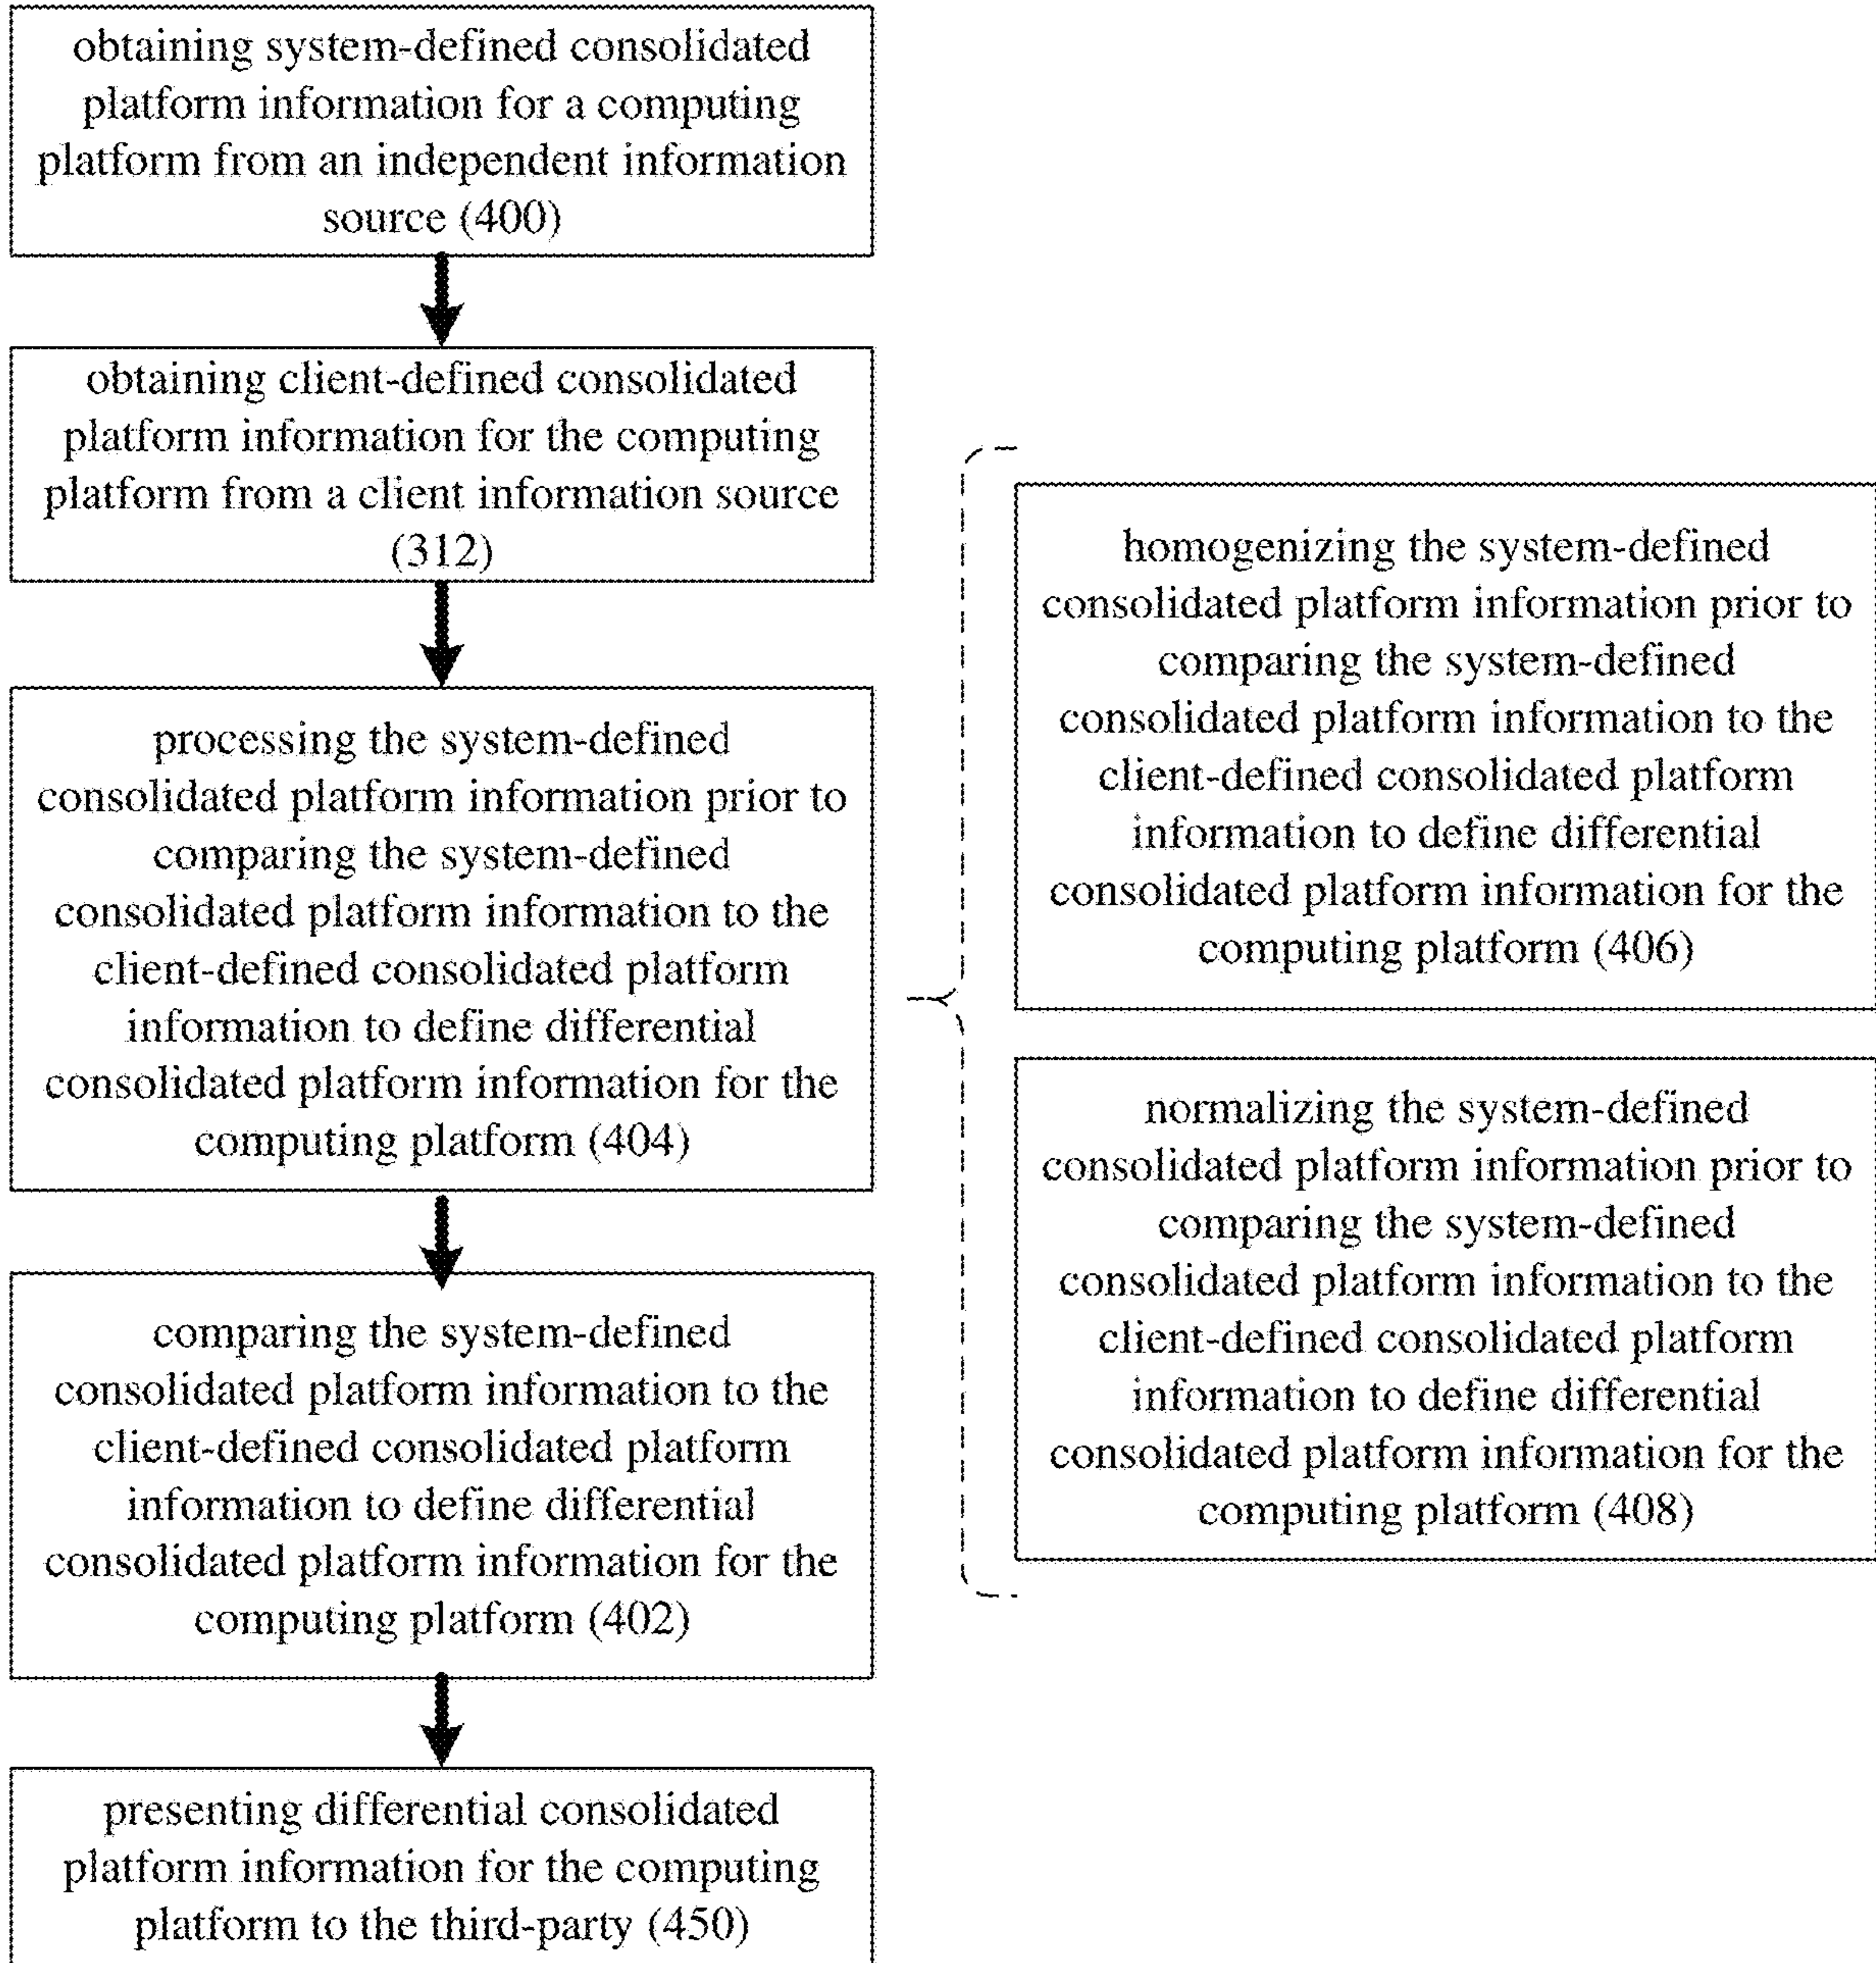 obtaining system-defined consolidated
platform information for a computing
platform from an independent information
source (400)
obtaining client-defined consolidated
platform information for the computing
platform from a client information source
(312)
processing the system-defined
consolidated platform information prior to
comparing the system-defined
consolidated platform information to the
client-defined consolidated platform
information to define differential
consolidated platform information for the
computing platform (404)
homogenizing the system-defined
consolidated platform information prior to
comparing the system-defined
consolidated platform information to the
client-defined consolidated platform
information to define differential
consolidated platform information for the
computing platform (406)
normalizing the system-defined
consolidated platform information prior to
comparing the system-defined
consolidated platform information to the
client-defined consolidated platform
information to define differential
consolidated platform information for the
computing platform (408)
comparing the system-defined
consolidated platform information to the
client-defined consolidated platform
information to define differential
consolidated platform information for the
computing platform (402)
presenting differential consolidated
platform information for the computing
platform to the third-party (450)